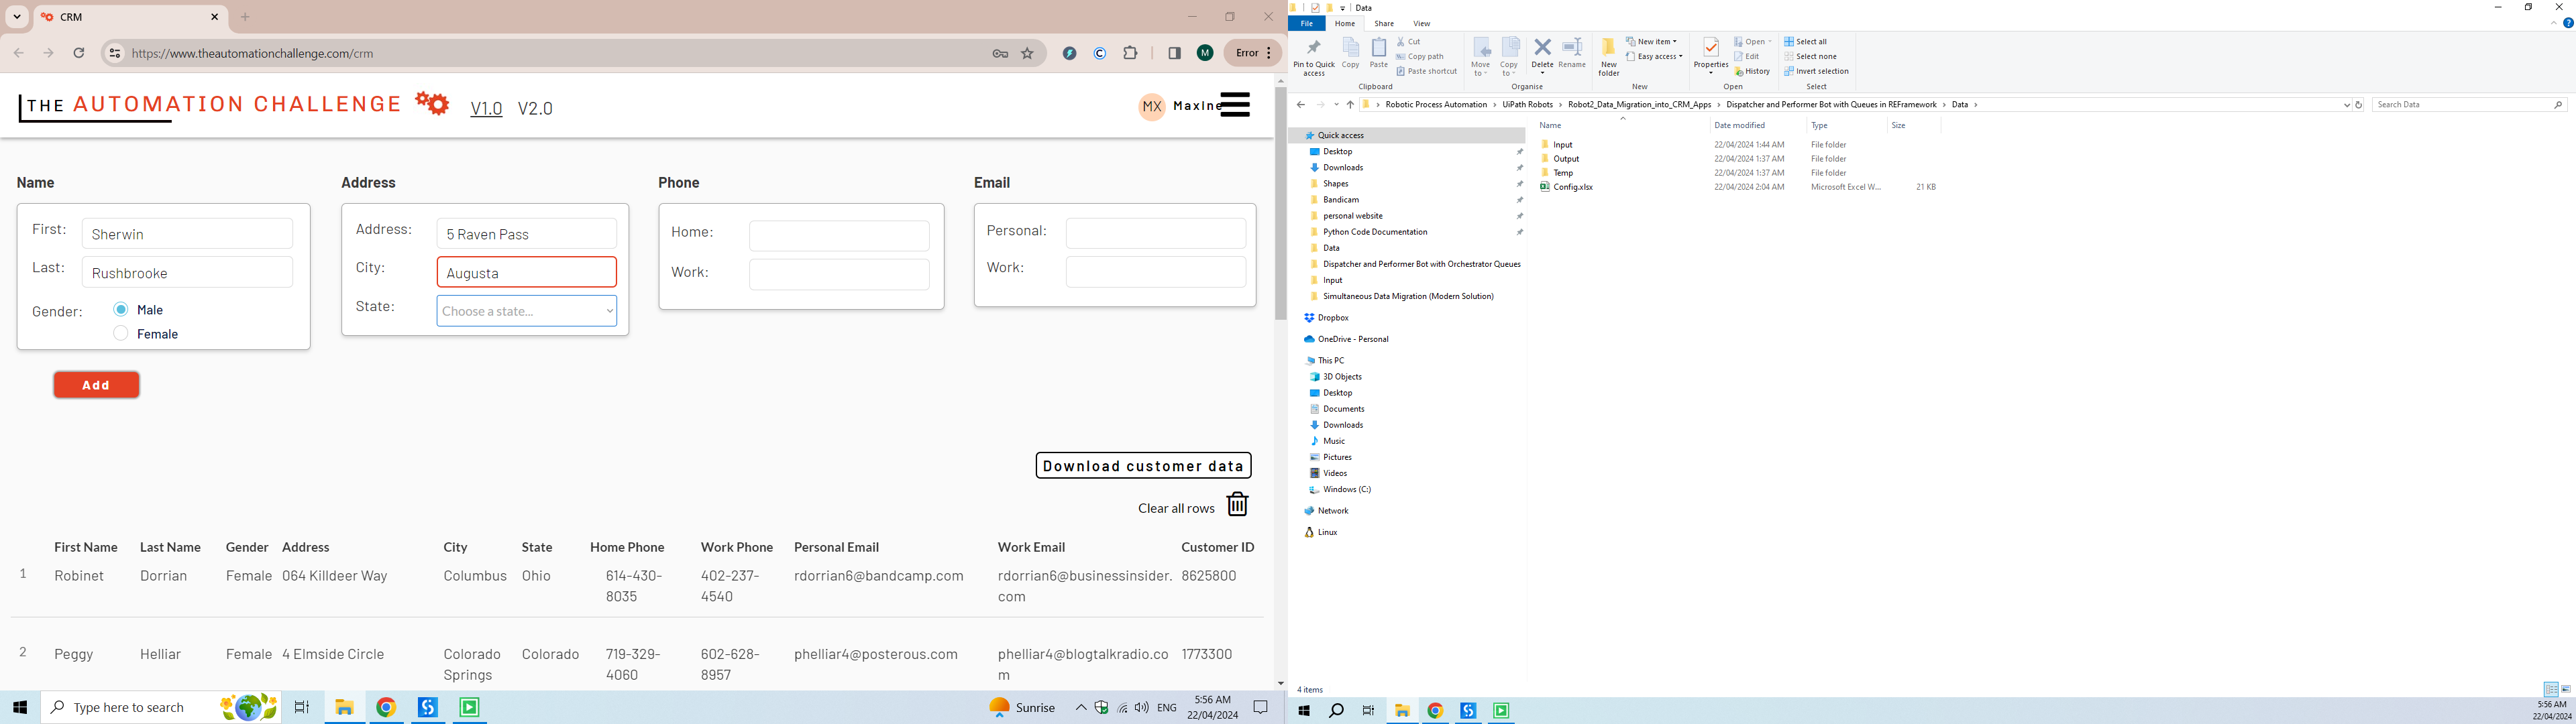 CRM
https://www.theautomationchallenge.com/crm
M
Error
THE AUTOMATION CHALLENGE
V1.0 V2.0
MX Maxine
Name Address Phone Email
First: Sherwin
Last: Rushbrooke
Gender: Male
Female
Address: 5 Raven Pass
City: Augusta
State: Choose a state...
Home:
Work:
Personal:
Work:
Add
Download customer data
Clear all rows
First Name Last Name Gender Address City State Home Phone Work Phone Personal Email Work Email Customer ID
1 Robinet Dorrian Female 064 Killdeer Way Columbus Ohio 614-430- 402-237- rdorrian6@bandcamp.com rdorrian6@businessinsider. 8625800
8035 4540 com
2 Peggy Helliar Female 4 Elmside Circle Colorado Colorado 719-329- 602-628- phelliar4@posterous.com phelliar4@blogtalkradio.co 1773300
Springs 4060 8957 m
Type here to search
Sunrise
ENG
5:56 AM
22/04/2024
Data
File Home Share View
Pin to Quick
access
Copy
Paste
Cut
Copy path
Paste shortcut
Clipboard
Move
to
Copy
to
Delete
Rename
Organise
New
folder
New item
Easy access
New
Properties
Open
Edit
History
Open
Select all
Select none
Invert selection
Select
Robotic Process Automation > UiPath Robots > Robot2_Data_Migration_into_CRM_Apps > Dispatcher and Performer Bot with Queues in REFramework > Data >
Search Data
Quick access
Desktop
Downloads
Shapes
Bandicam
personal website
Python Code Documentation
Data
Dispatcher and Performer Bot with Orchestrator Queues
Input
Simultaneous Data Migration (Modern Solution)
Dropbox
OneDrive - Personal
This PC
3D Objects
Desktop
Documents
Downloads
Music
Pictures
Videos
Windows (C:)
Network
Linux
Name Date modified Type Size
Input 22/04/2024 1:44 AM File folder
Output 22/04/2024 1:37 AM File folder
Temp 22/04/2024 1:37 AM File folder
Config.xlsx 22/04/2024 2:04 AM Microsoft Excel W... 21 KB
4 items
5:56 AM
22/04/2024